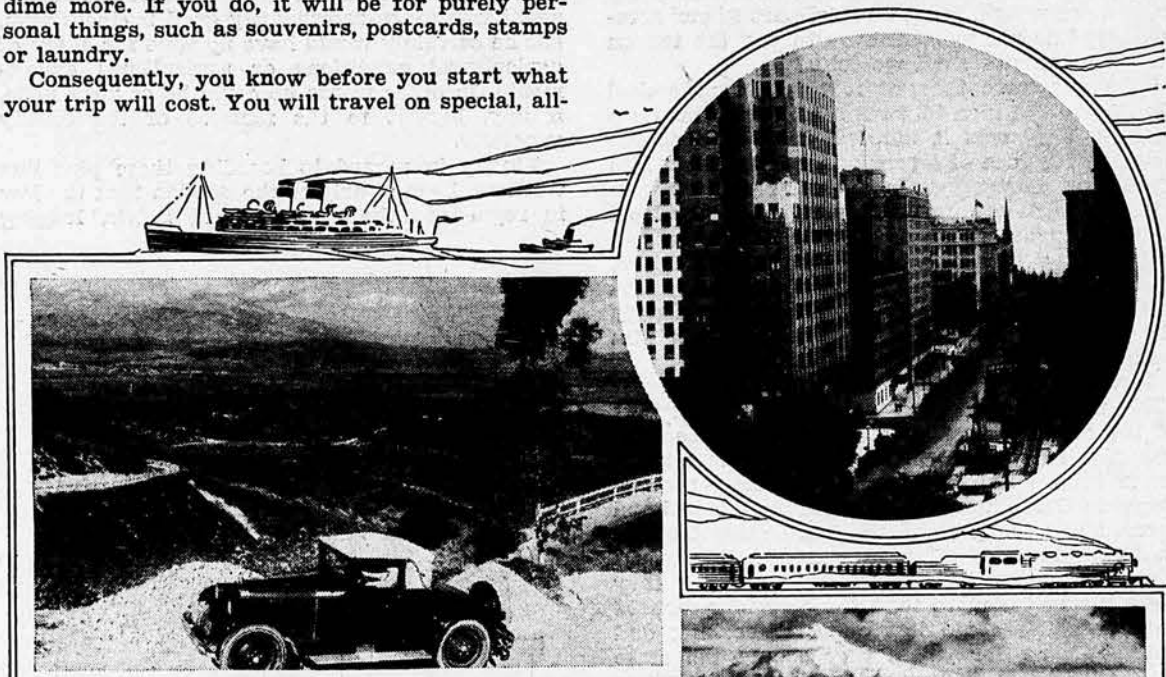 dime more. If you do, it will be for purely per-
sonal things, such as souvenirs, postcards, stamps
or laundry.
Consequently, you know before you start what
your trip will cost. You will travel on special, all-